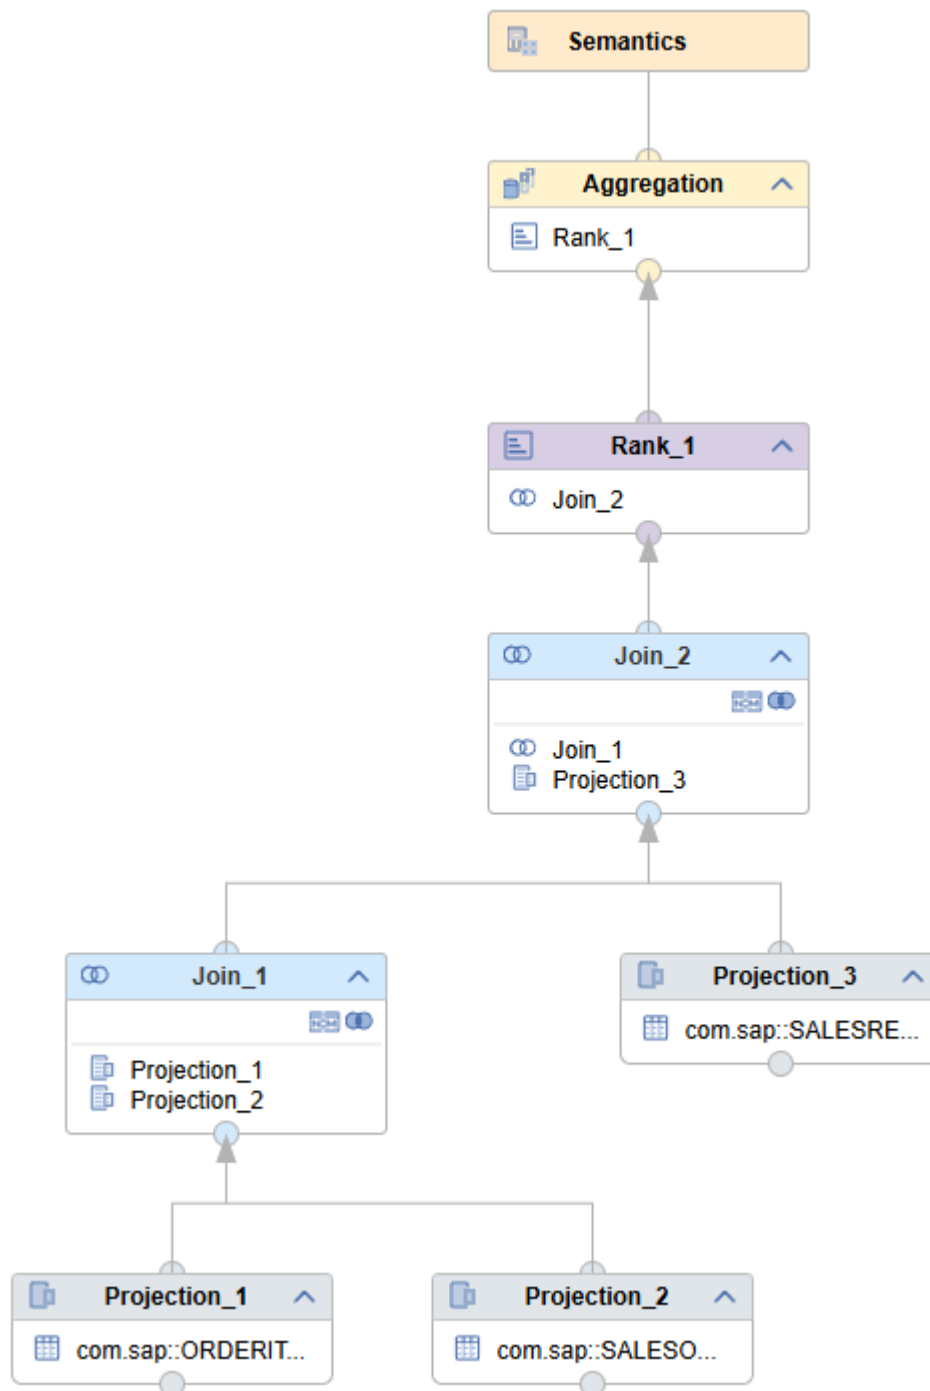 Semantics
Aggregation
Rank_1
Rank_1
Join_2
Join_2
Join_1
Projection_3
Join_1
Projection_1
Projection_2
Projection_3
com.sap::SALESRE...
Projection_1
com.sap::ORDERIT...
Projection_2
com.sap::SALESO...